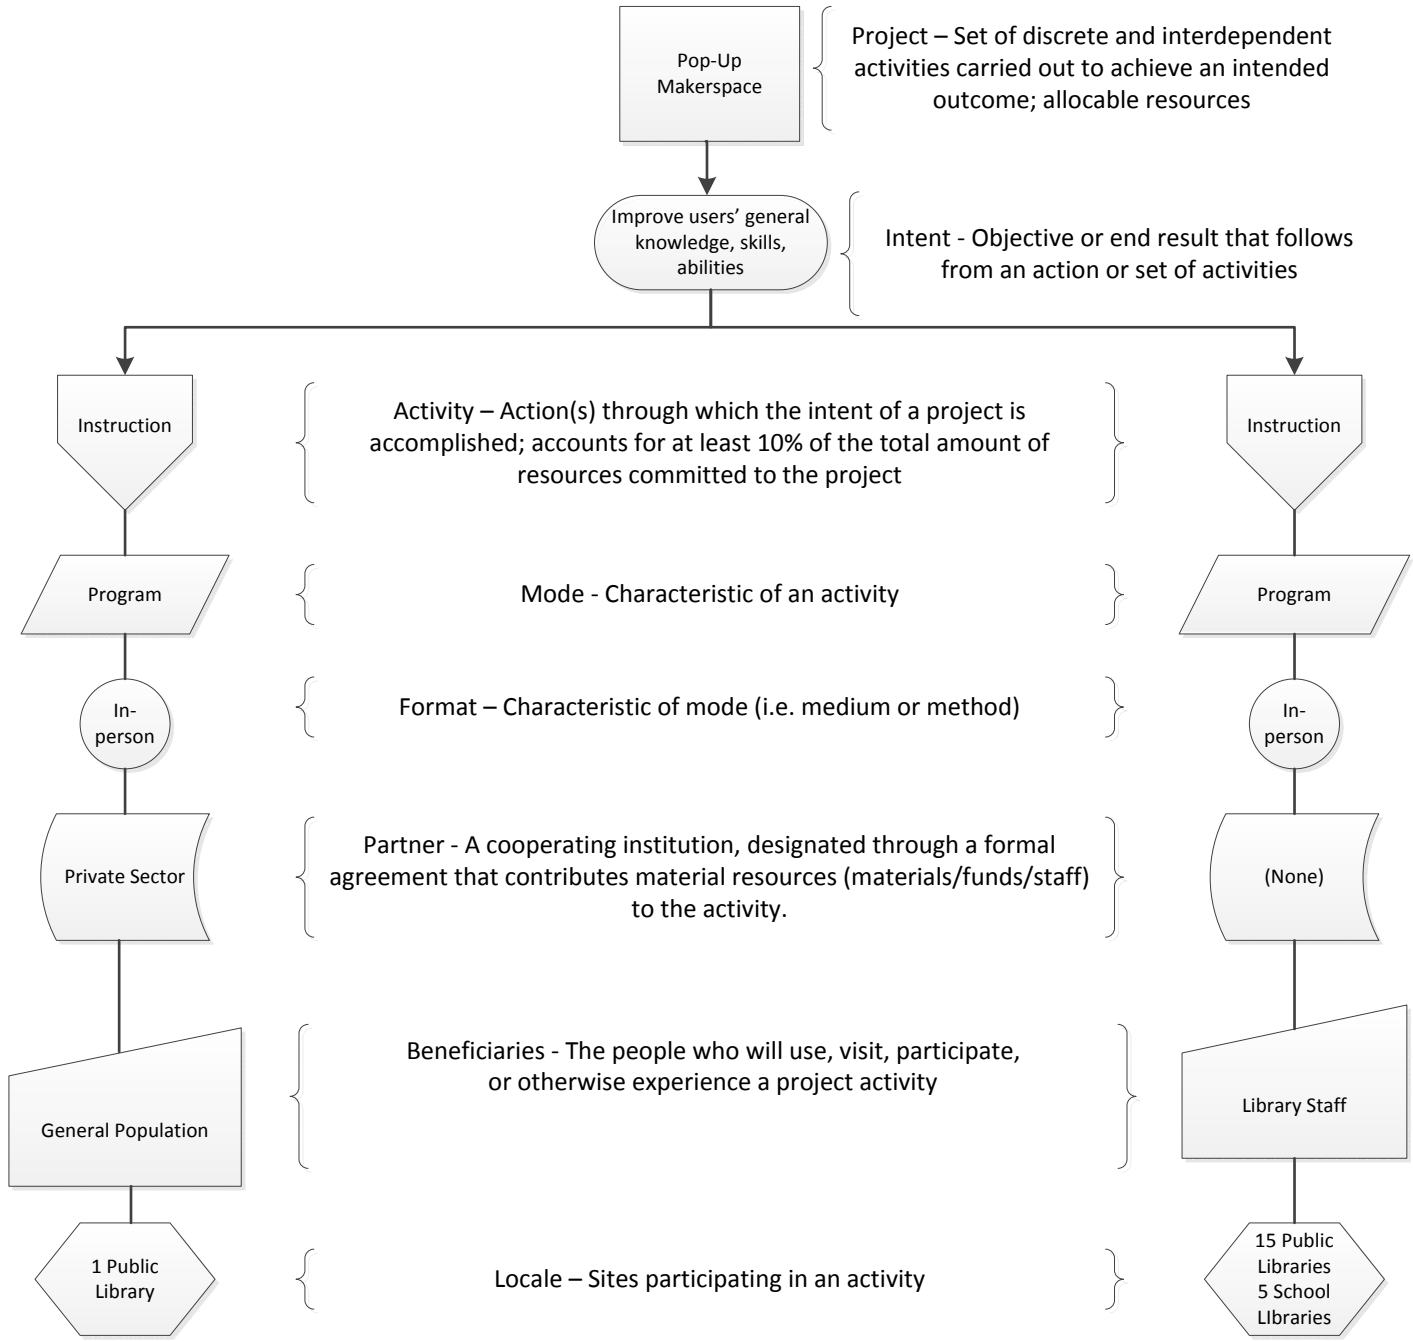 Pop-Up
Makerspace
Project – Set of discrete and interdependent
activities carried out to achieve an intended
outcome; allocable resources
Improve users’ general
knowledge, skills,
abilities
Intent - Objective or end result that follows
from an action or set of activities
Instruction
Activity – Action(s) through which the intent of a project is
accomplished; accounts for at least 10% of the total amount of
resources committed to the project
Instruction
Program
Mode - Characteristic of an activity
Program
In-
person
Format – Characteristic of mode (i.e. medium or method)
In-
person
Private Sector
Partner - A cooperating institution, designated through a formal
agreement that contributes material resources (materials/funds/staff)
to the activity.
(None)
General Population
Beneficiaries - The people who will use, visit, participate,
or otherwise experience a project activity
Library Staff
1 Public
Library
Locale – Sites participating in an activity
15 Public
Libraries
5 School
LIbraries